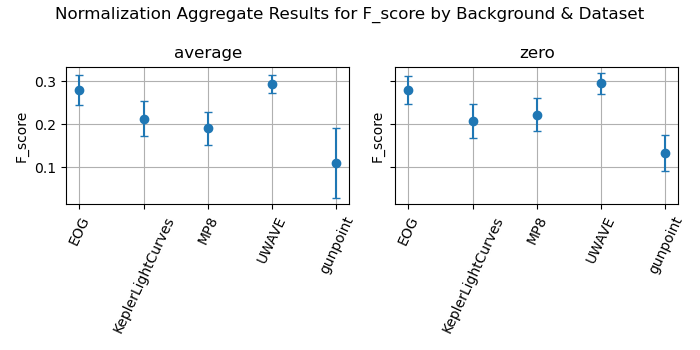 Normalization Aggregate Results for F_score by Background & Dataset
average
F_score
0.3
0.2
0.1
EOG
KeplerLightCurves
MP8
UWAVE
gunpoint
zero
F_score
EOG
KeplerLightCurves
MP8
UWAVE
gunpoint